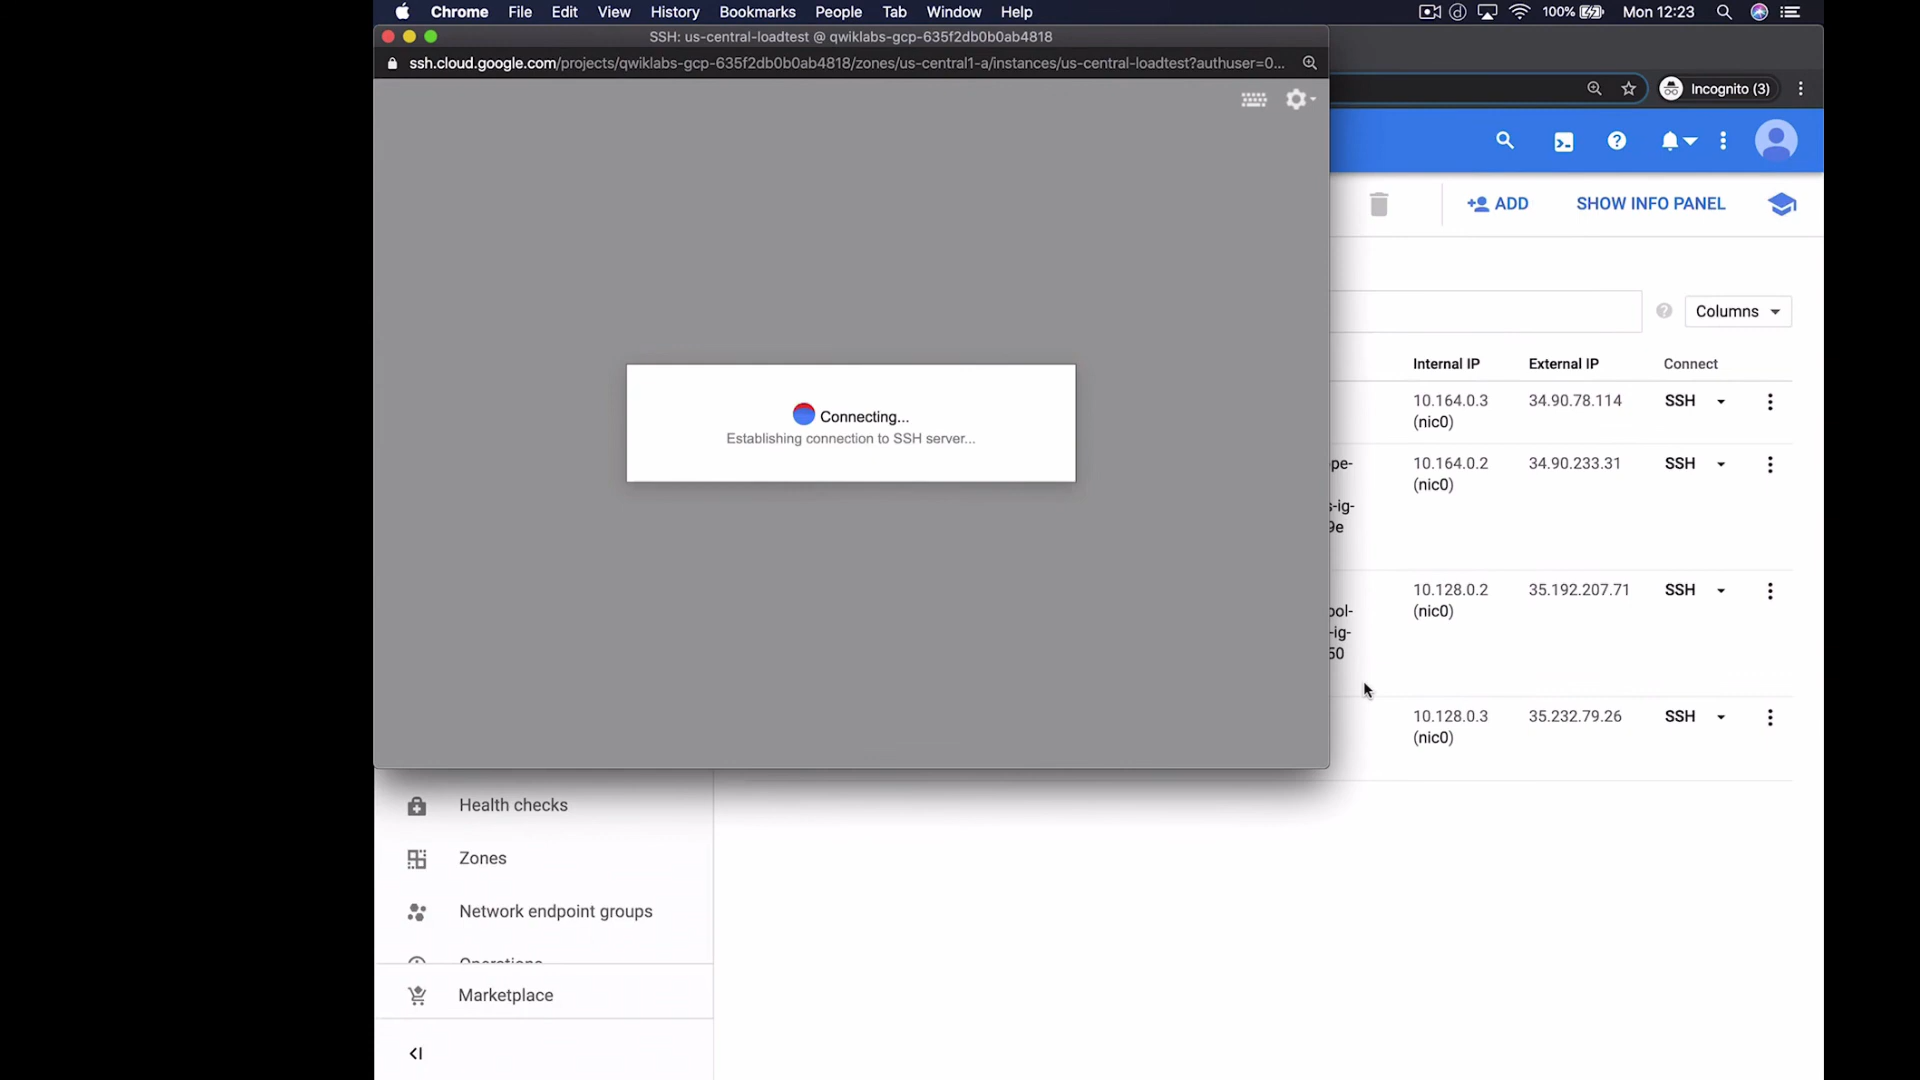 Chrome File Edit View History Bookmarks People Tab Window Help 100% Mon 12:23
SSH: us-central-loadtest @ qwiklabs-gcp-635f2db0b0ab4818
ssh.cloud.google.com/projects/qwiklabs-gcp-635f2db0b0ab4818/zones/us-central1-a/instances/us-central-loadtest?authuser=0...
Incognito (3)
ADD SHOW INFO PANEL
Columns
Internal IP External IP Connect
10.164.0.3 34.90.78.114 SSH
(nic0)
Connecting...
Establishing connection to SSH server...
pe- 10.164.0.2 34.90.233.31 SSH
(nic0)
s-ig-
9e
10.128.0.2 35.192.207.71 SSH
ool- (nic0)
-ig-
50
10.128.0.3 35.232.79.26 SSH
(nic0)
Health checks
Zones
Network endpoint groups
Operations
Marketplace